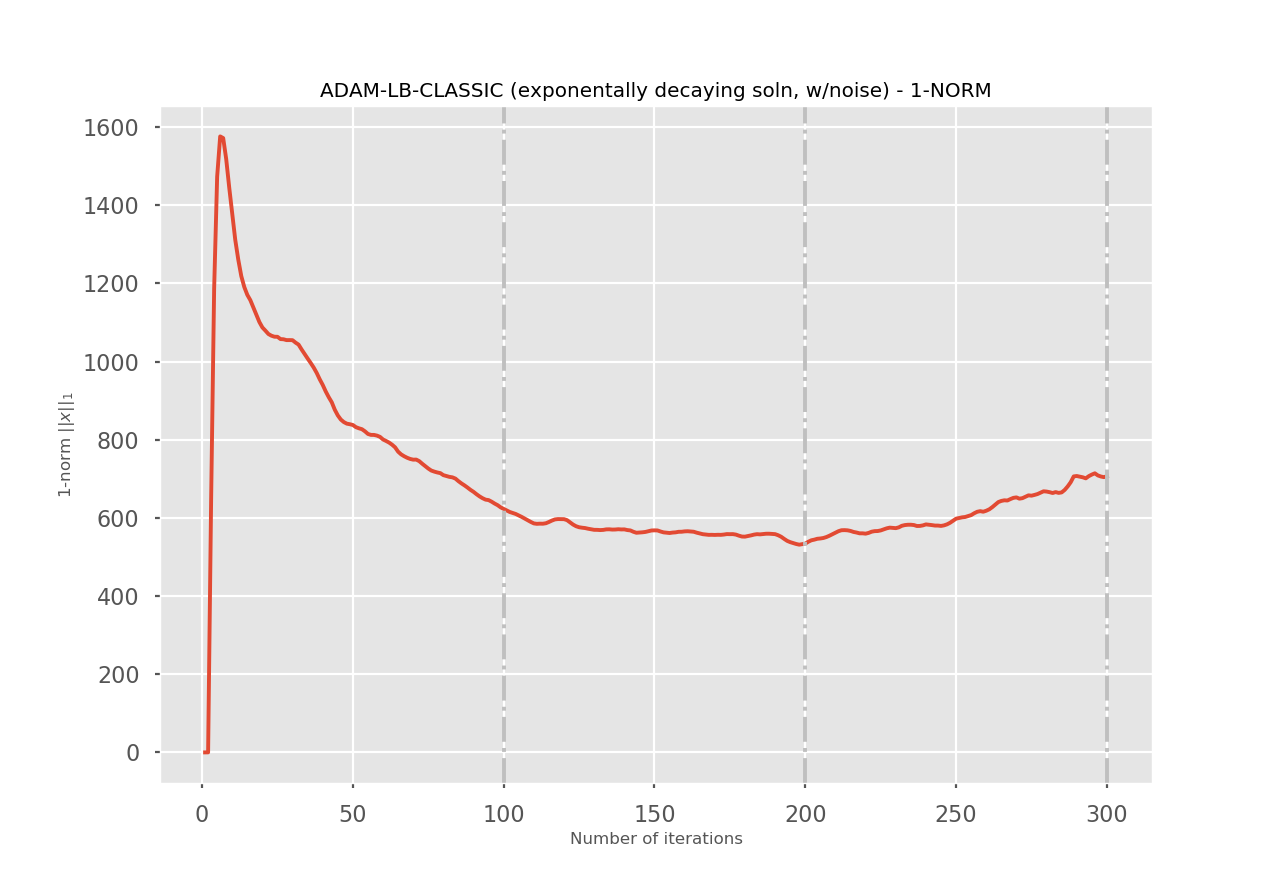 ADAM-LB-CLASSIC (exponentially decaying soln, w/noise) - 1-NORM
1600
1400
1200
1000
800
600
400
200
0
1-norm ||x||₁
0 50 100 150 200 250 300
Number of iterations